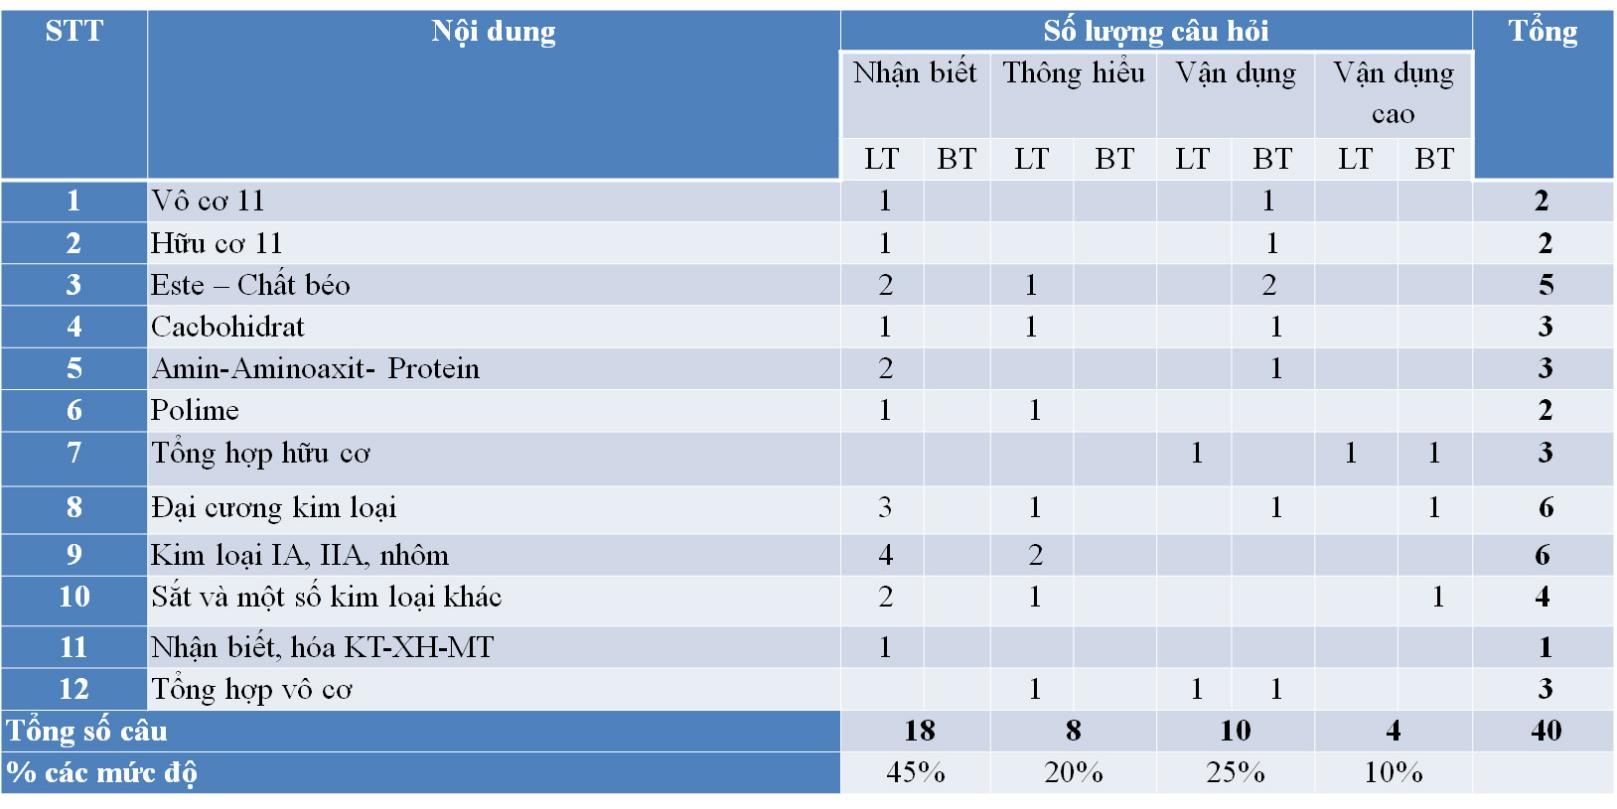 STT Nội dung Số lượng câu hỏi Tổng
Nhận biết Thông hiểu Vận dụng Vận dụng
cao
LT BT LT BT LT BT LT BT
1 Vô cơ 11 1 1 2
2 Hữu cơ 11 1 1 2
3 Este – Chất béo 2 1 2 5
4 Cacbohidrat 1 1 1 3
5 Amin-Aminoaxit- Protein 2 1 3
6 Polime 1 1 2
7 Tổng hợp hữu cơ 1 1 1 3
8 Đại cương kim loại 3 1 1 1 6
9 Kim loại IA, IIA, nhôm 4 2 6
10 Sắt và một số kim loại khác 2 1 1 4
11 Nhận biết, hóa KT-XH-MT 1 1
12 Tổng hợp vô cơ 1 1 1 3
Tổng số câu 18 8 10 4 40
% các mức độ 45% 20% 25% 10%